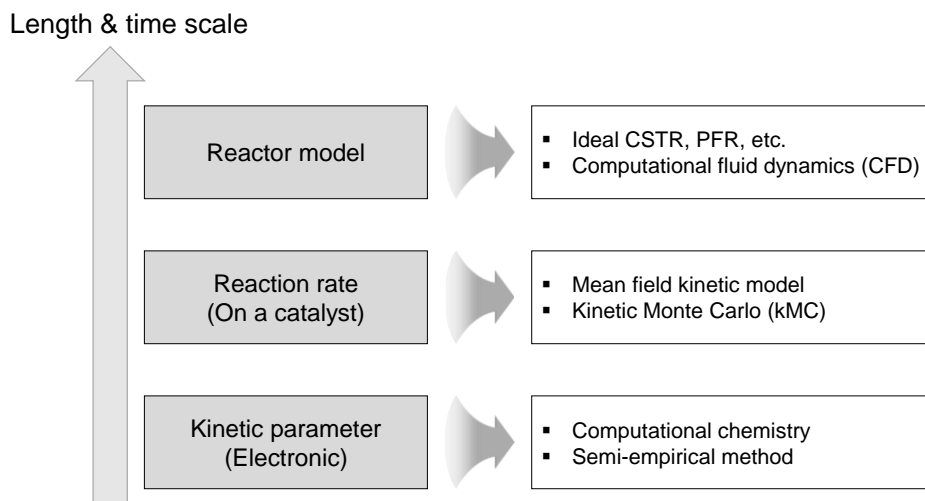 Length & time scale
Reactor model
▪ Ideal CSTR, PFR, etc.
▪ Computational fluid dynamics (CFD)
Reaction rate
(On a catalyst)
▪ Mean field kinetic model
▪ Kinetic Monte Carlo (kMC)
Kinetic parameter
(Electronic)
▪ Computational chemistry
▪ Semi-empirical method